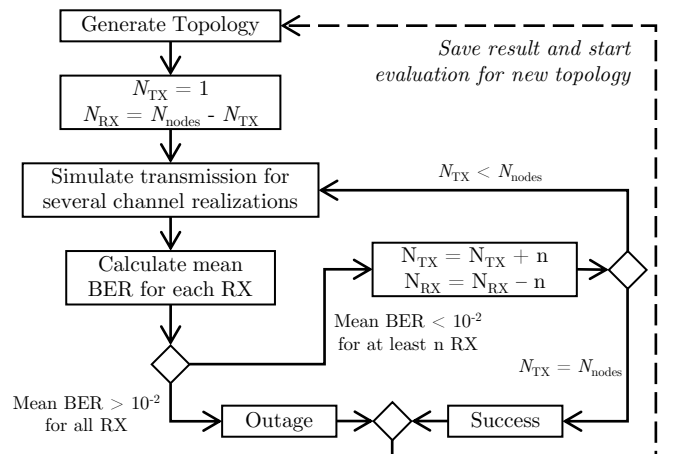 Generate Topology
Save result and start
evaluation for new topology
N_TX = 1
N_RX = N_nodes - N_TX
Simulate transmission for
several channel realizations
N_TX < N_nodes
Calculate mean
BER for each RX
N_TX = N_TX + n
N_RX = N_RX – n
Mean BER < 10^-2
for at least n RX
N_TX = N_nodes
Mean BER > 10^-2
for all RX
Outage
Success